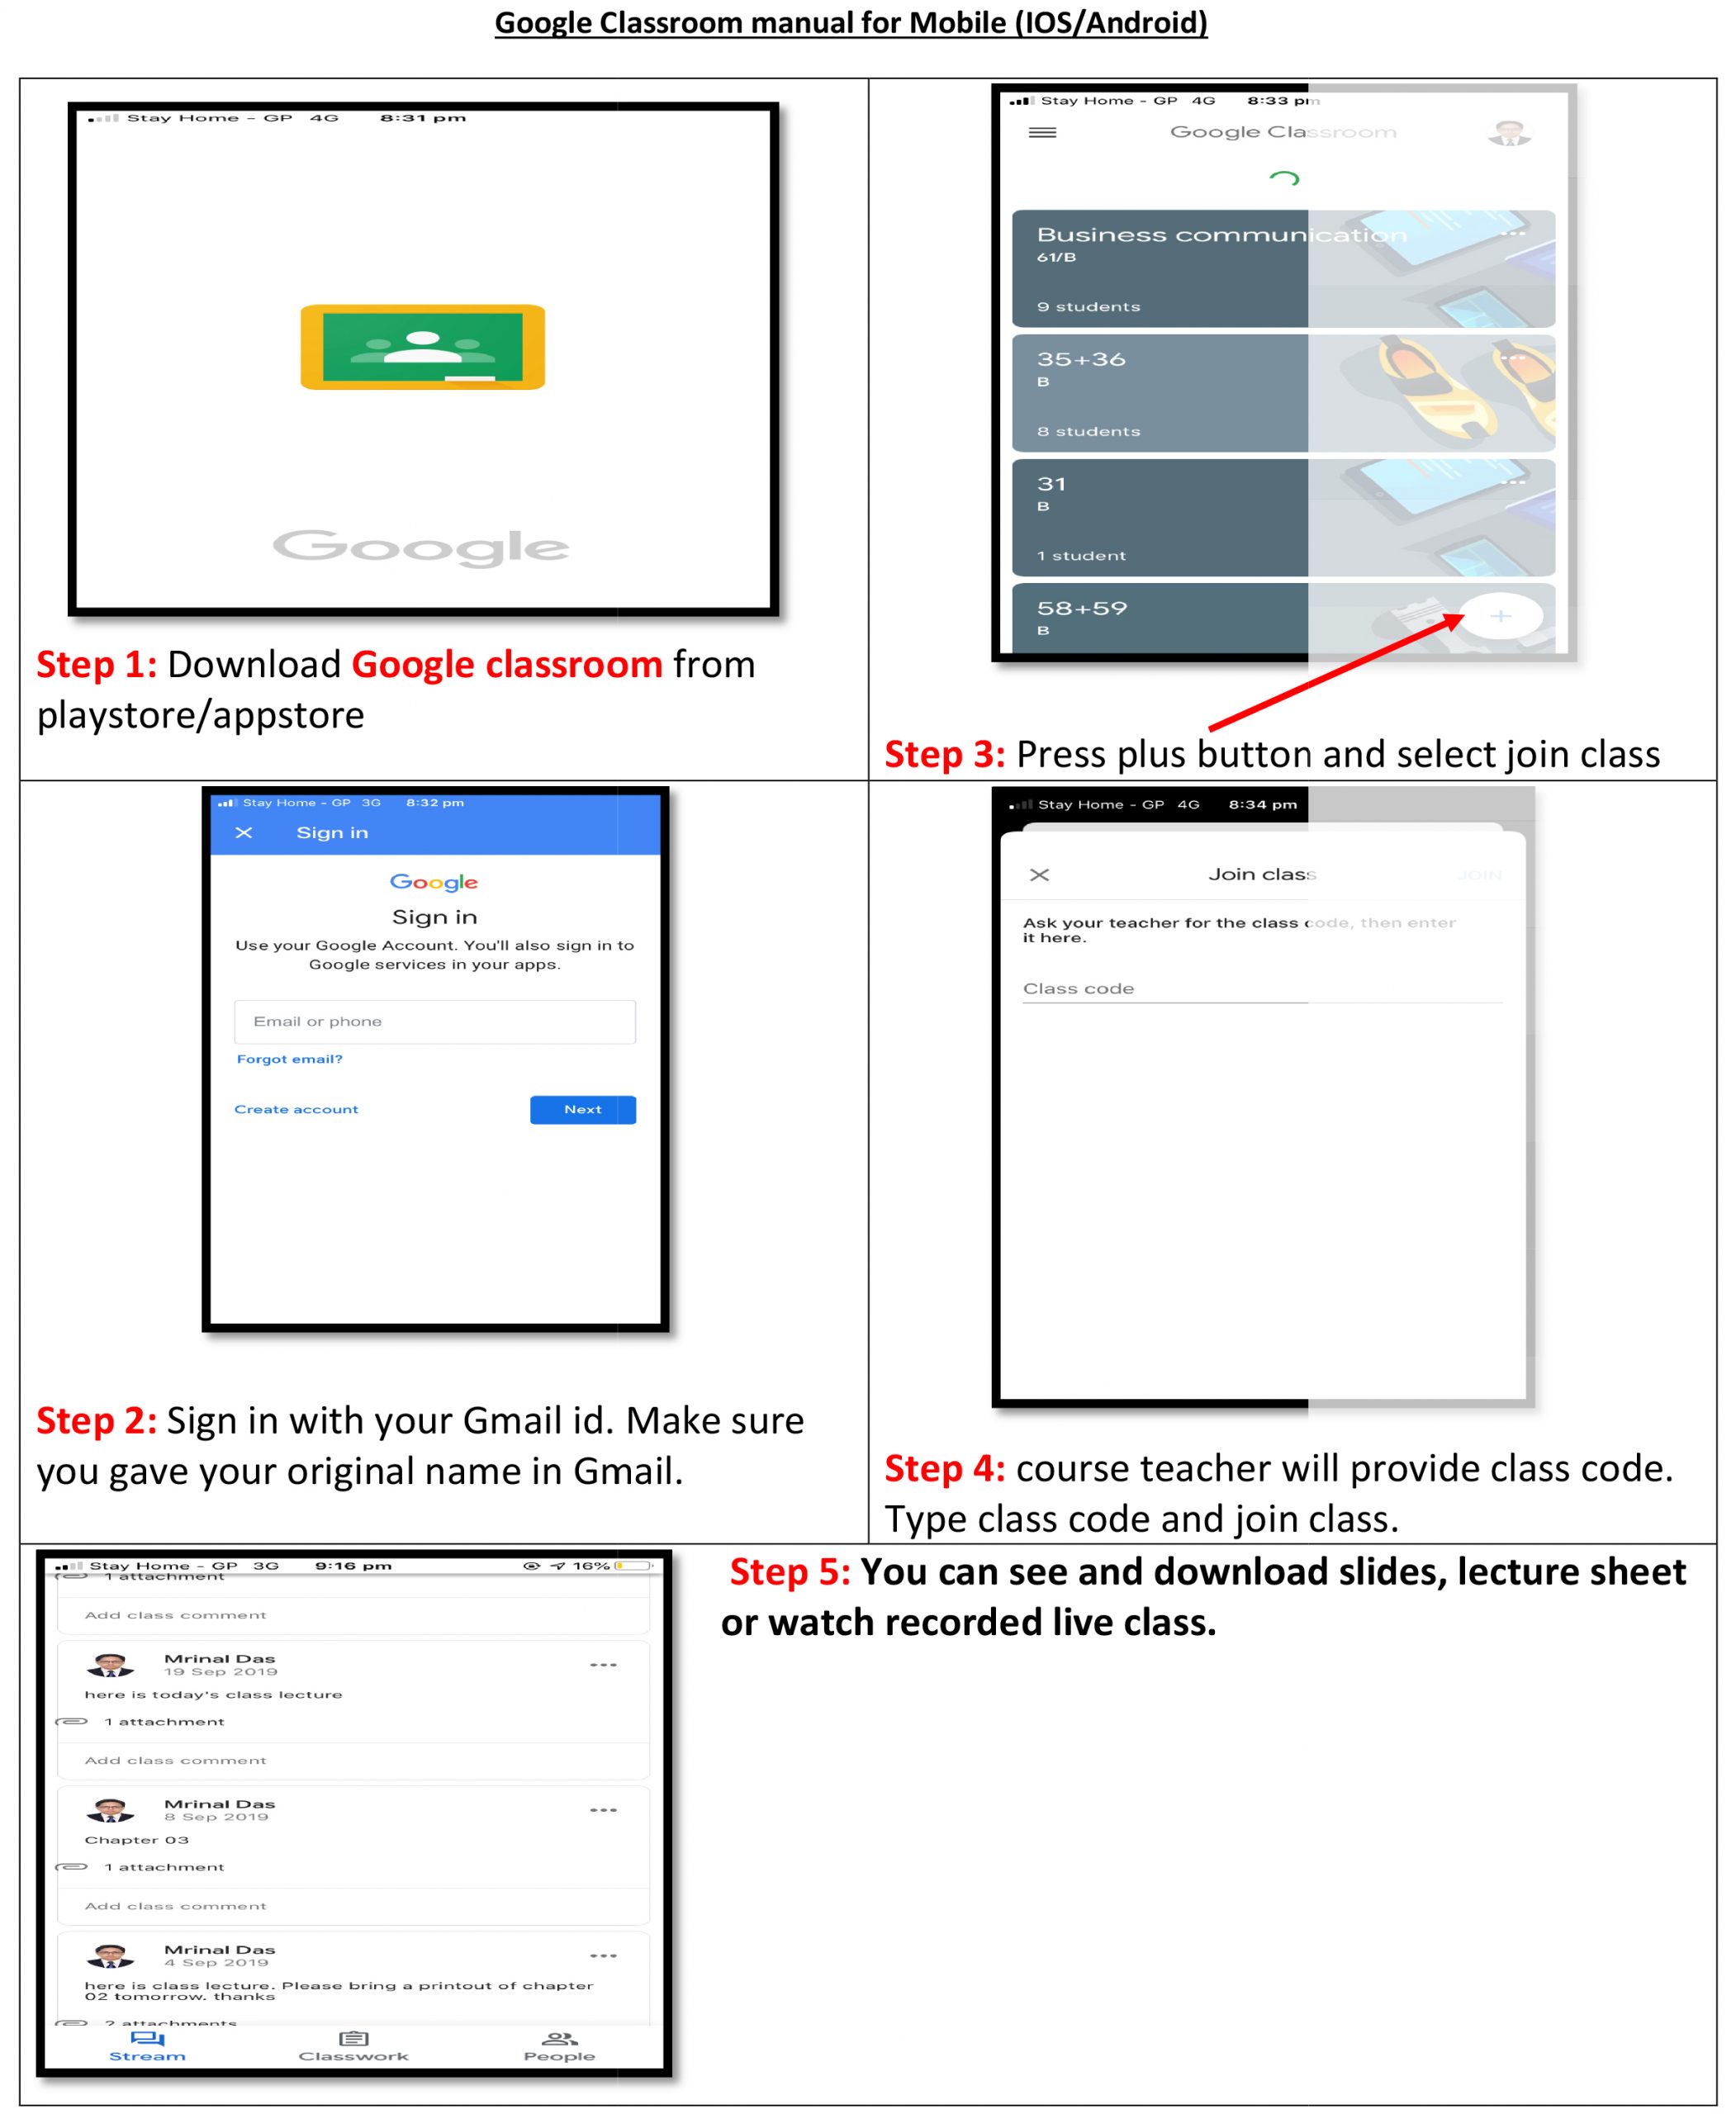 Google Classroom manual for Mobile (IOS/Android)
Stay Home - GP 4G 8:31 pm
Google
Step 1: Download Google classroom from
playstore/appstore
Stay Home - GP 4G 8:33 pm
Google Classroom
Business communication
61/B
9 students
35+36
B
8 students
31
B
1 student
58+59
B
Step 3: Press plus button and select join class
Stay Home - GP 3G 8:32 pm
Sign in
Google
Sign in
Use your Google Account. You'll also sign in to
Google services in your apps.
Email or phone
Forgot email?
Create account Next
Step 2: Sign in with your Gmail id. Make sure
you gave your original name in Gmail.
Stay Home - GP 4G 8:34 pm
Join class JOIN
Ask your teacher for the class code, then enter
it here.
Class code
Step 4: course teacher will provide class code.
Type class code and join class.
Stay Home - GP 3G 9:16 pm 16%
1 attachment
Add class comment
Mrinal Das
19 Sep 2019
here is today's class lecture
1 attachment
Add class comment
Mrinal Das
8 Sep 2019
Chapter 03
1 attachment
Add class comment
Mrinal Das
4 Sep 2019
here is class lecture. Please bring a printout of chapter
02 tomorrow. thanks
2 attachments
Stream Classwork People
Step 5: You can see and download slides, lecture sheet
or watch recorded live class.